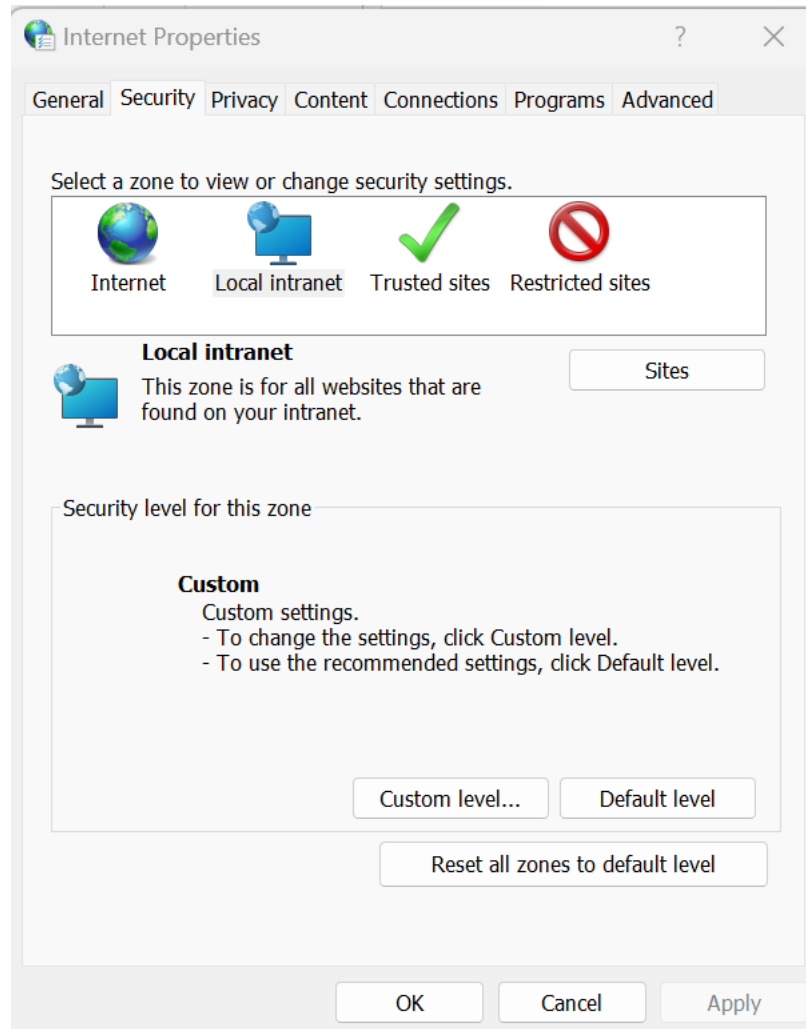 Internet Properties
?
General Security Privacy Content Connections Programs Advanced
Select a zone to view or change security settings.
Internet Local intranet Trusted sites Restricted sites
Local intranet
This zone is for all websites that are
found on your intranet.
Sites
Security level for this zone
Custom
Custom settings.
- To change the settings, click Custom level.
- To use the recommended settings, click Default level.
Custom level... Default level
Reset all zones to default level
OK Cancel Apply